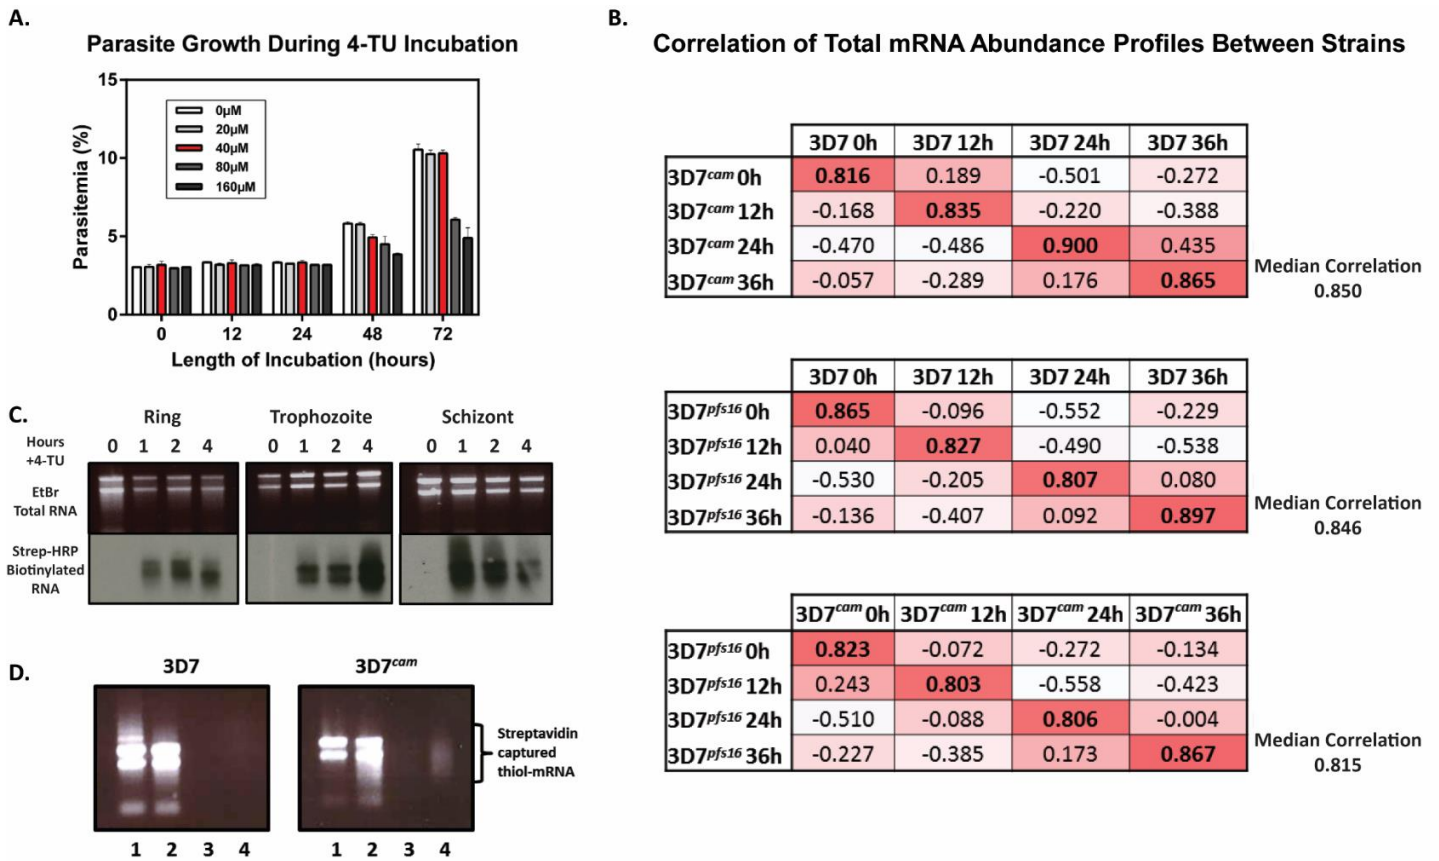 A.
Parasite Growth During 4-TU Incubation
15
10
5
0
Parasitemia (%)
0µM
20µM
40µM
80µM
160µM
0 12 24 48 72
Length of Incubation (hours)
B.
Correlation of Total mRNA Abundance Profiles Between Strains
3D7 0h 3D7 12h 3D7 24h 3D7 36h
3D7cam 0h 0.816 0.189 -0.501 -0.272
3D7cam 12h -0.168 0.835 -0.220 -0.388
3D7cam 24h -0.470 -0.486 0.900 0.435
3D7cam 36h -0.057 -0.289 0.176 0.865
Median Correlation
0.850
3D7 0h 3D7 12h 3D7 24h 3D7 36h
3D7pfs16 0h 0.865 -0.096 -0.552 -0.229
3D7pfs16 12h 0.040 0.827 -0.490 -0.538
3D7pfs16 24h -0.530 -0.205 0.807 0.080
3D7pfs16 36h -0.136 -0.407 0.092 0.897
Median Correlation
0.846
3D7cam 0h 3D7cam 12h 3D7cam 24h 3D7cam 36h
3D7pfs16 0h 0.823 -0.072 -0.272 -0.134
3D7pfs16 12h 0.243 0.803 -0.558 -0.423
3D7pfs16 24h -0.510 -0.088 0.806 -0.004
3D7pfs16 36h -0.227 -0.385 0.173 0.867
Median Correlation
0.815
C.
Ring Trophozoite Schizont
Hours
+4-TU
0 1 2 4 0 1 2 4 0 1 2 4
EtBr
Total RNA
Strep-HRP
Biotinylated
RNA
D.
3D7 3D7cam
Streptavidin
captured
thiol-mRNA
1 2 3 4 1 2 3 4